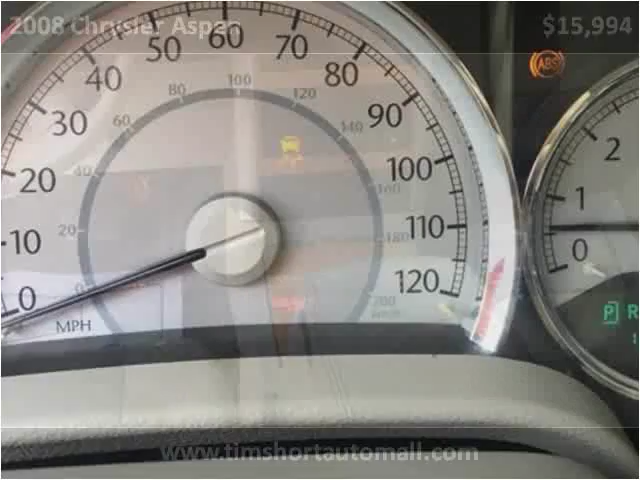 2008 Chrysler Aspen
$15,994
ABS
50 60 70
40 80
30 90
20 100
10 110
0 120
MPH
20 40 60 80 100 120 140 160 180 200
km/h
2
1
0
P R
www.timshortautomall.com